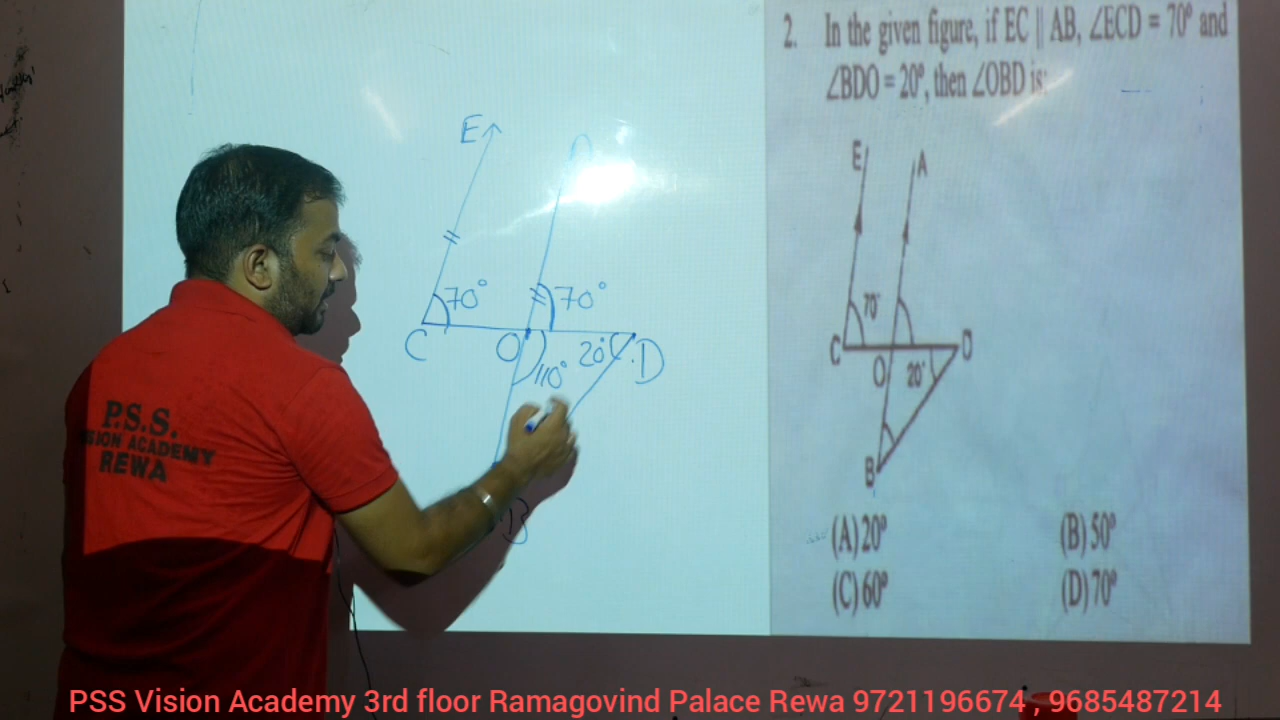 2. In the given figure, if EC || AB, ∠ECD = 70° and
∠BDO = 20°, then ∠OBD is:
E
A
70°
C
D
O
20°
B
(A) 20°
(B) 50°
(C) 60°
(D) 70°
E
70°
70°
C
O
110°
20°
D
B
P.S.S.
VISION ACADEMY
REWA
PSS Vision Academy 3rd floor Ramagovind Palace Rewa 9721196674 , 9685487214